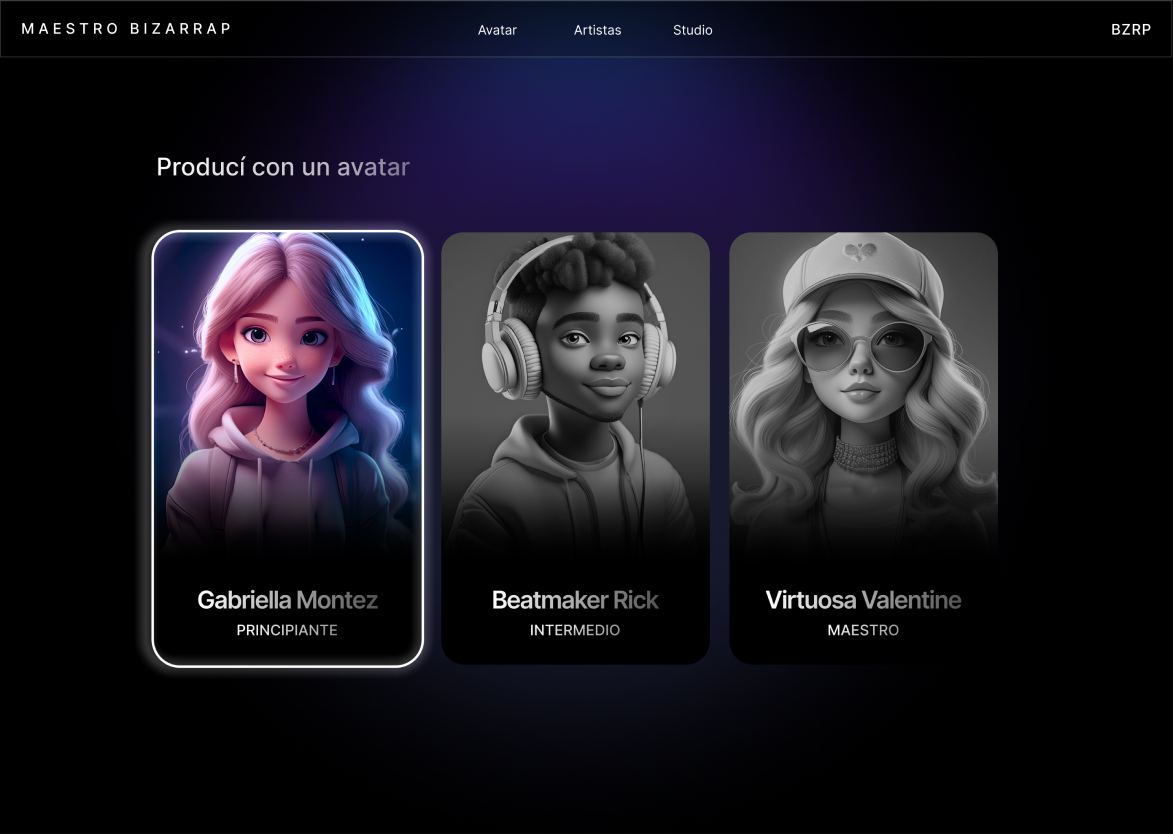 MAESTRO BIZARRAP
Avatar
Artistas
Studio
BZRP
Producí con un avatar
Gabriella Montez
PRINCIPIANTE
Beatmaker Rick
INTERMEDIO
Virtuosa Valentine
MAESTRO